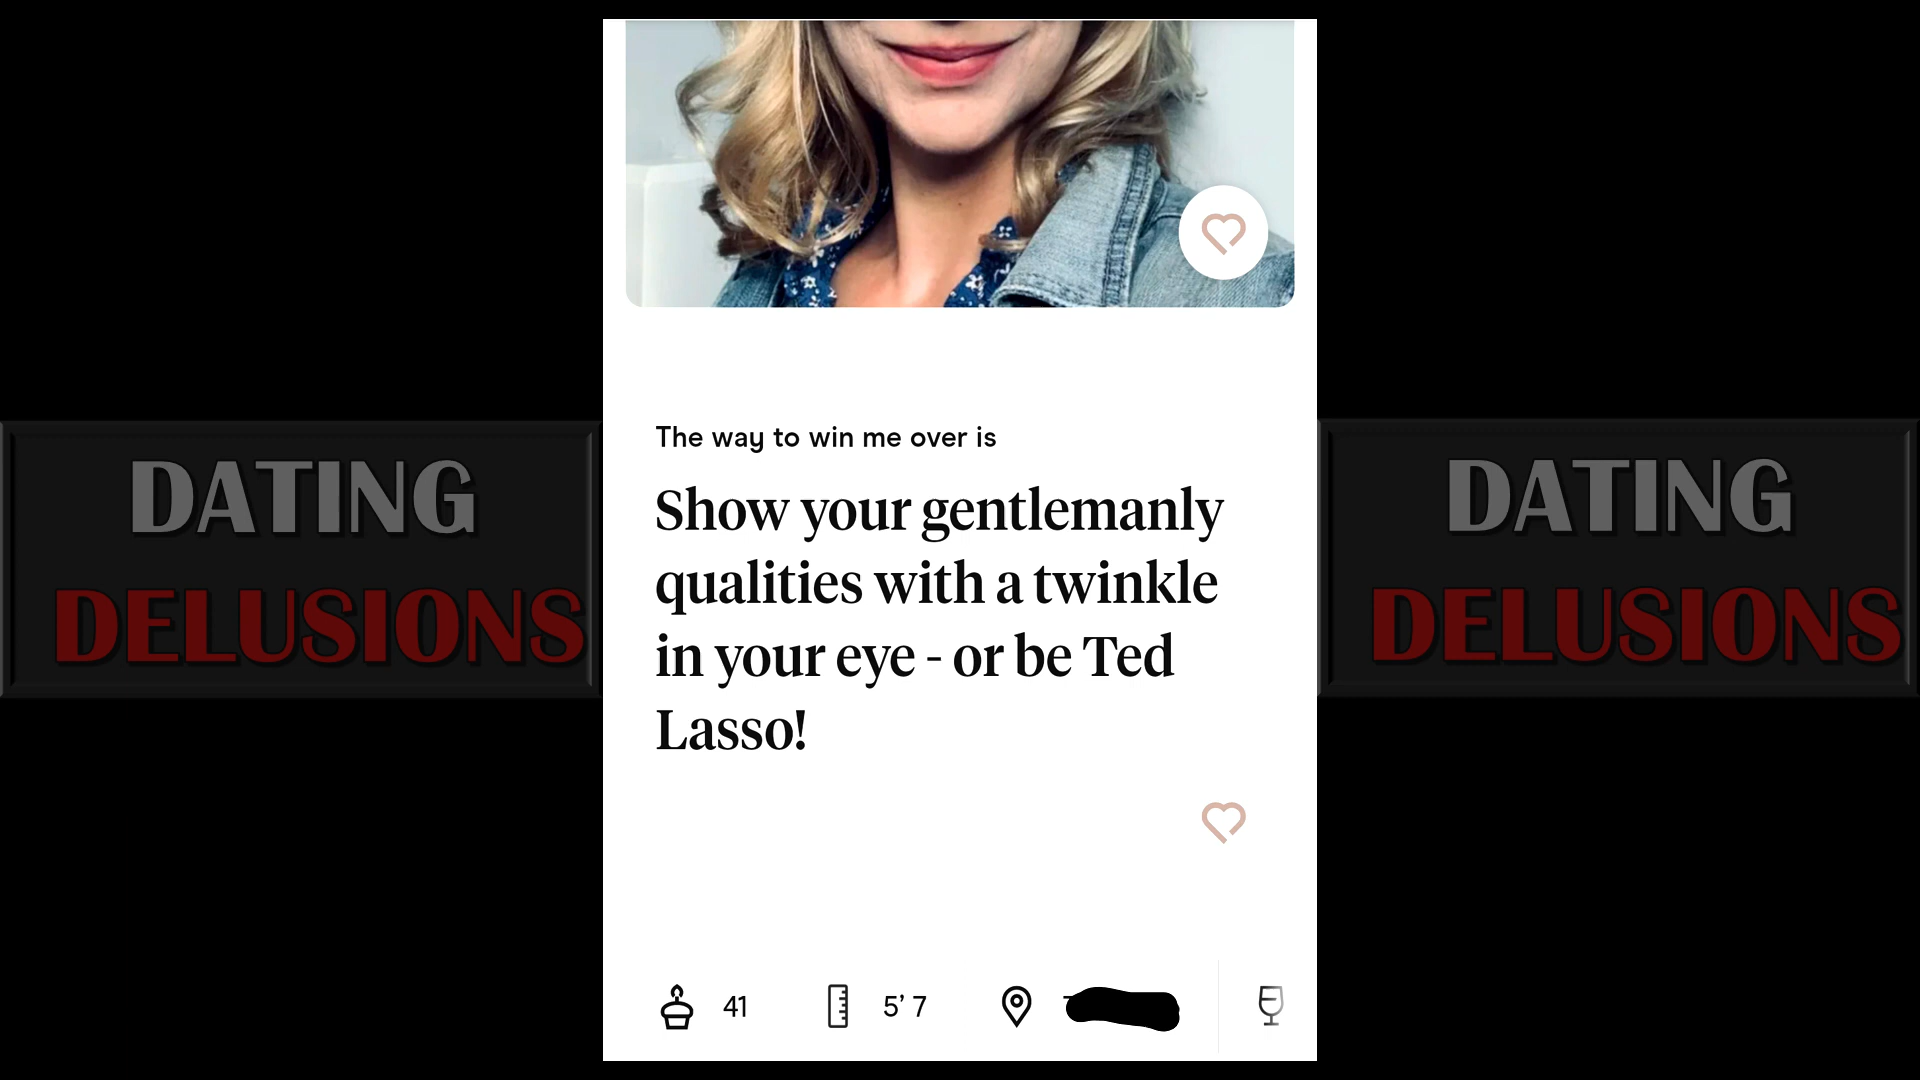 The way to win me over is
Show your gentlemanly
qualities with a twinkle
in your eye - or be Ted
Lasso!
41
5’ 7
DATING
DELUSIONS
DATING
DELUSIONS